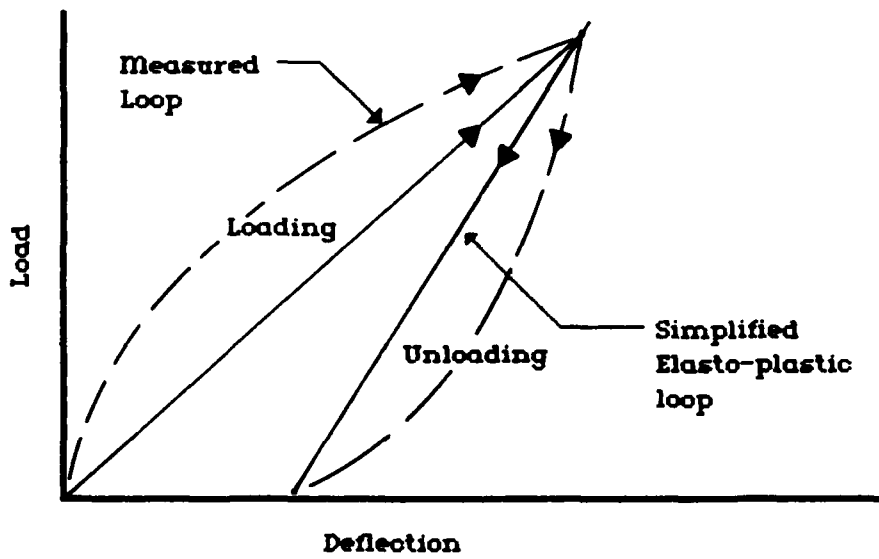 Measured
Loop
Loading
Load
Unloading
Simplified
Elasto-plastic
loop
Deflection